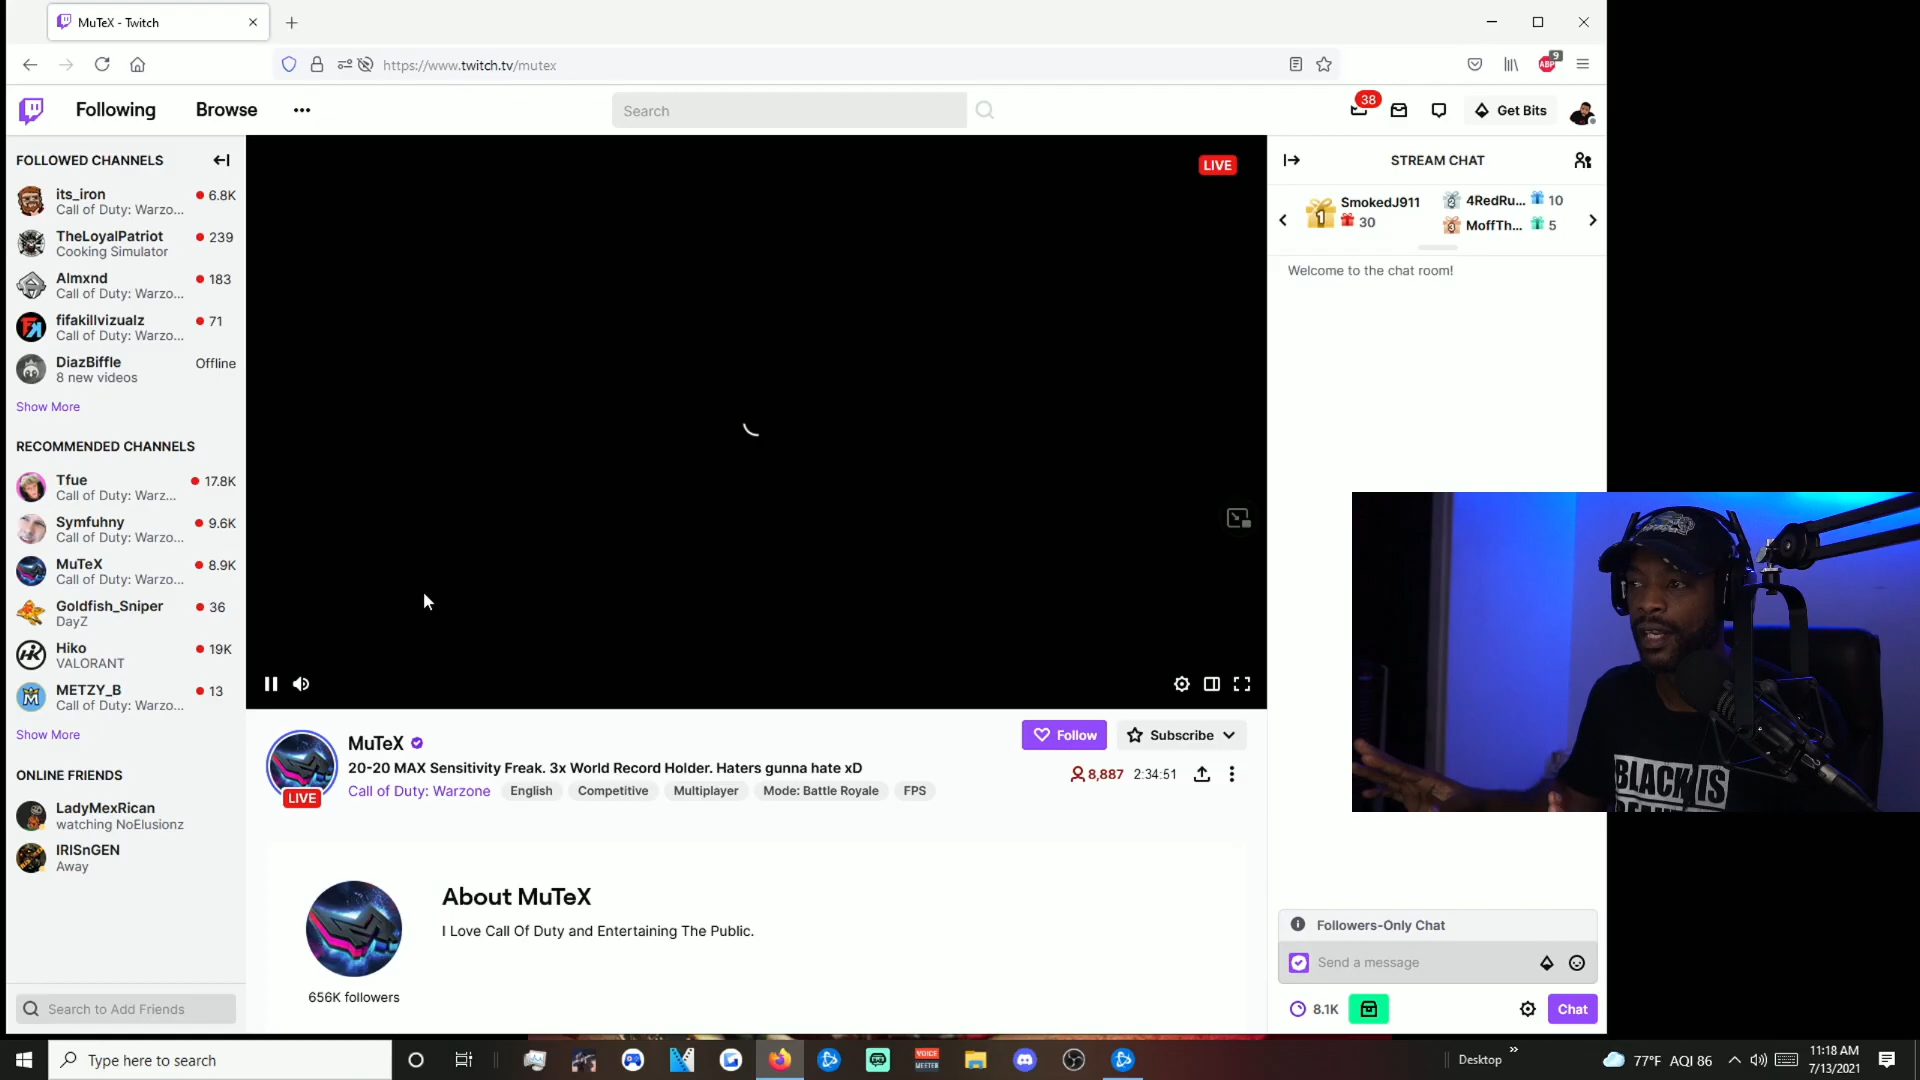 MuTeX - Twitch
https://www.twitch.tv/mutex
ABP
9
Following
Browse
Search
38
Get Bits
FOLLOWED CHANNELS
its_iron
6.8K
Call of Duty: Warzo...
TheLoyalPatriot
239
Cooking Simulator
Almxnd
183
Call of Duty: Warzo...
fifakillvizualz
71
Call of Duty: Warzo...
DiazBiffle
Offline
8 new videos
Show More
RECOMMENDED CHANNELS
Tfue
17.8K
Call of Duty: Warz...
Symfuhny
9.6K
Call of Duty: Warzo...
MuTeX
8.9K
Call of Duty: Warzo...
Goldfish_Sniper
36
DayZ
Hiko
19K
VALORANT
METZY_B
13
Call of Duty: Warzo...
Show More
ONLINE FRIENDS
LadyMexRican
watching NoElusionz
IRISnGEN
Away
Search to Add Friends
LIVE
MuTeX
Follow
Subscribe
20-20 MAX Sensitivity Freak. 3x World Record Holder. Haters gunna hate xD
8,887 2:34:51
LIVE
Call of Duty: Warzone English Competitive Multiplayer Mode: Battle Royale FPS
About MuTeX
I Love Call Of Duty and Entertaining The Public.
656K followers
STREAM CHAT
1 SmokedJ911
30
2 4RedRu... 10
3 MoffTh... 5
Welcome to the chat room!
BLACK IS
Followers-Only Chat
Send a message
8.1K
Chat
Type here to search
VOICE
MEETER
Desktop
77°F AQI 86
11:18 AM
7/13/2021